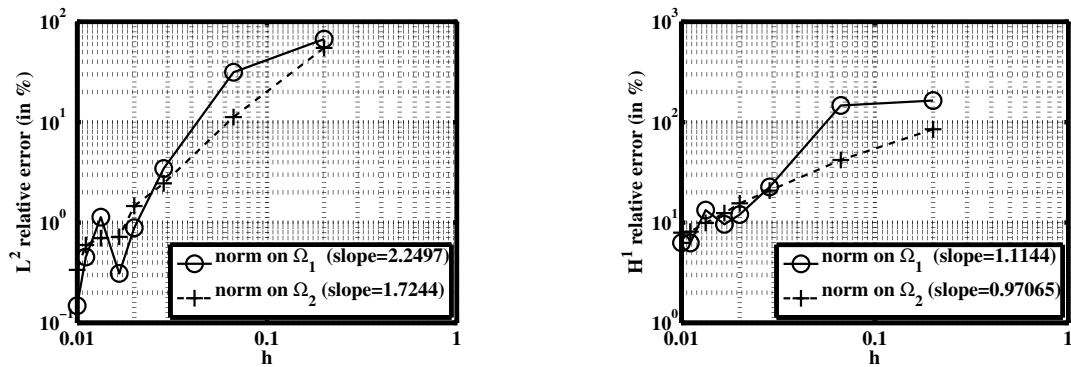 10^2
10^1
10^0
10^-1
L^2 relative error (in %)
norm on Ω_1 (slope=2.2497)
norm on Ω_2 (slope=1.7244)
0.01 0.1 1
h
10^3
10^2
10^1
10^0
H^1 relative error (in %)
norm on Ω_1 (slope=1.1144)
norm on Ω_2 (slope=0.97065)
0.01 0.1 1
h